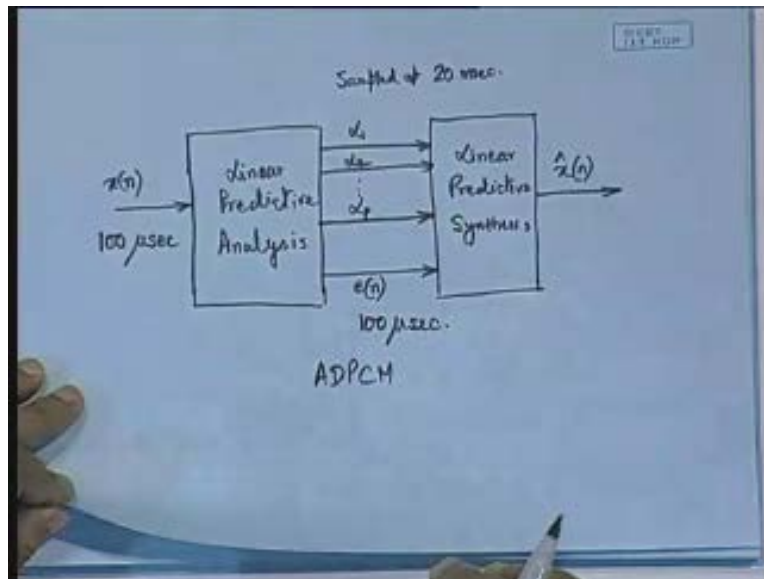 Sampled at 20 msec.
x(n)
100 μsec
Linear
Predictive
Analysis
α₁
α₂
⋮
αₚ
e(n)
100 μsec.
Linear
Predictive
Synthesis
x̂(n)
ADPCM